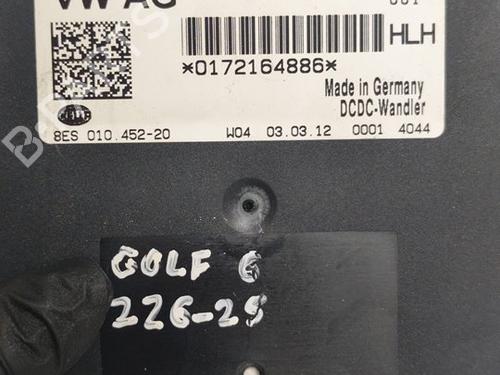 VW AG
HLH
*0172164886*
Made in Germany
DCDC-Wandler
8ES 010.452-20 W04 03.03.12 0001 4044
GOLF 6
226-25